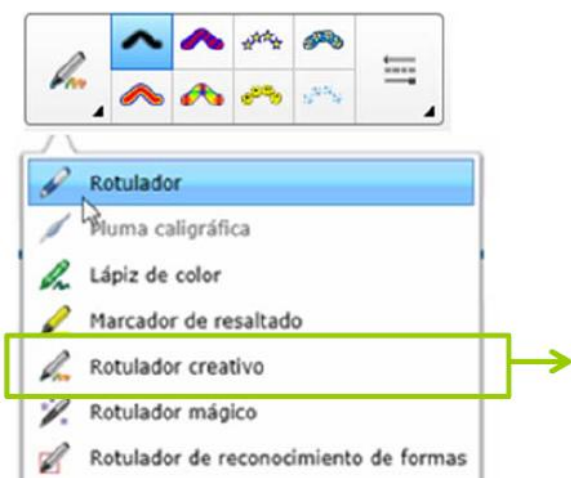 Rotulador
Pluma caligráfica
Lápiz de color
Marcador de resaltado
Rotulador creativo
Rotulador mágico
Rotulador de reconocimiento de formas